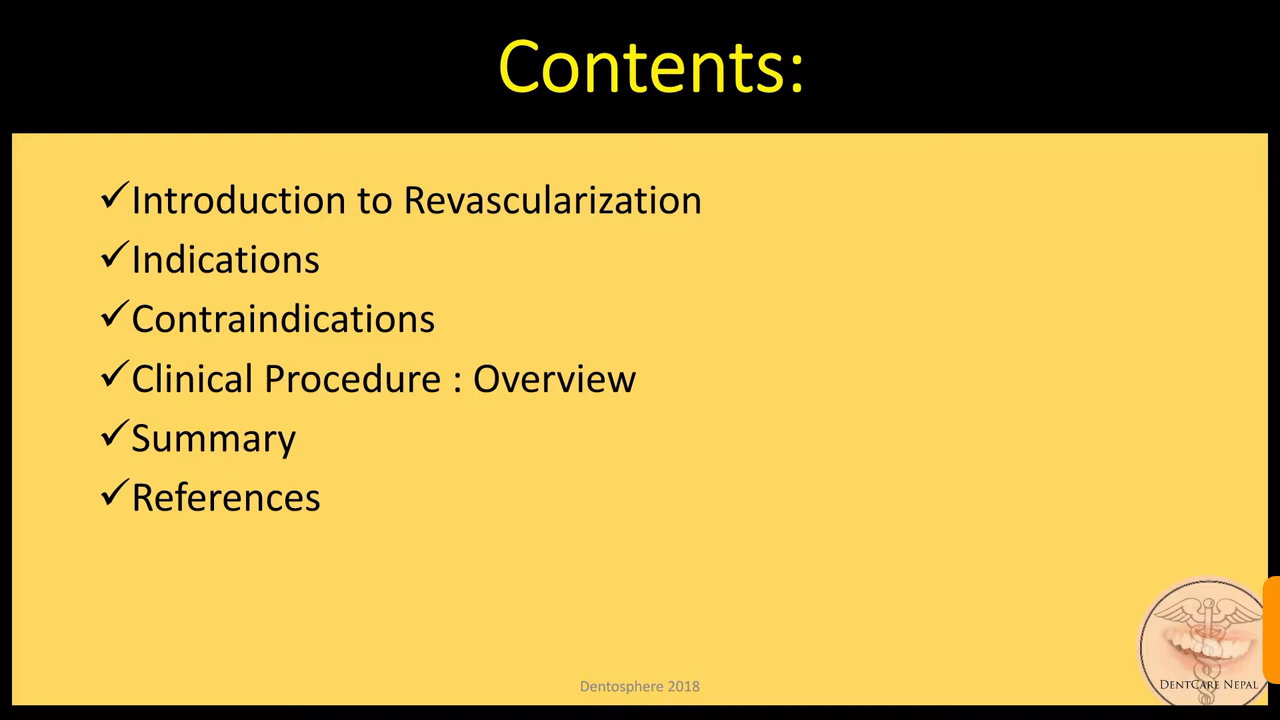 Contents:
✓Introduction to Revascularization
✓Indications
✓Contraindications
✓Clinical Procedure : Overview
✓Summary
✓References
Dentosphere 2018
DENTCARE NEPAL